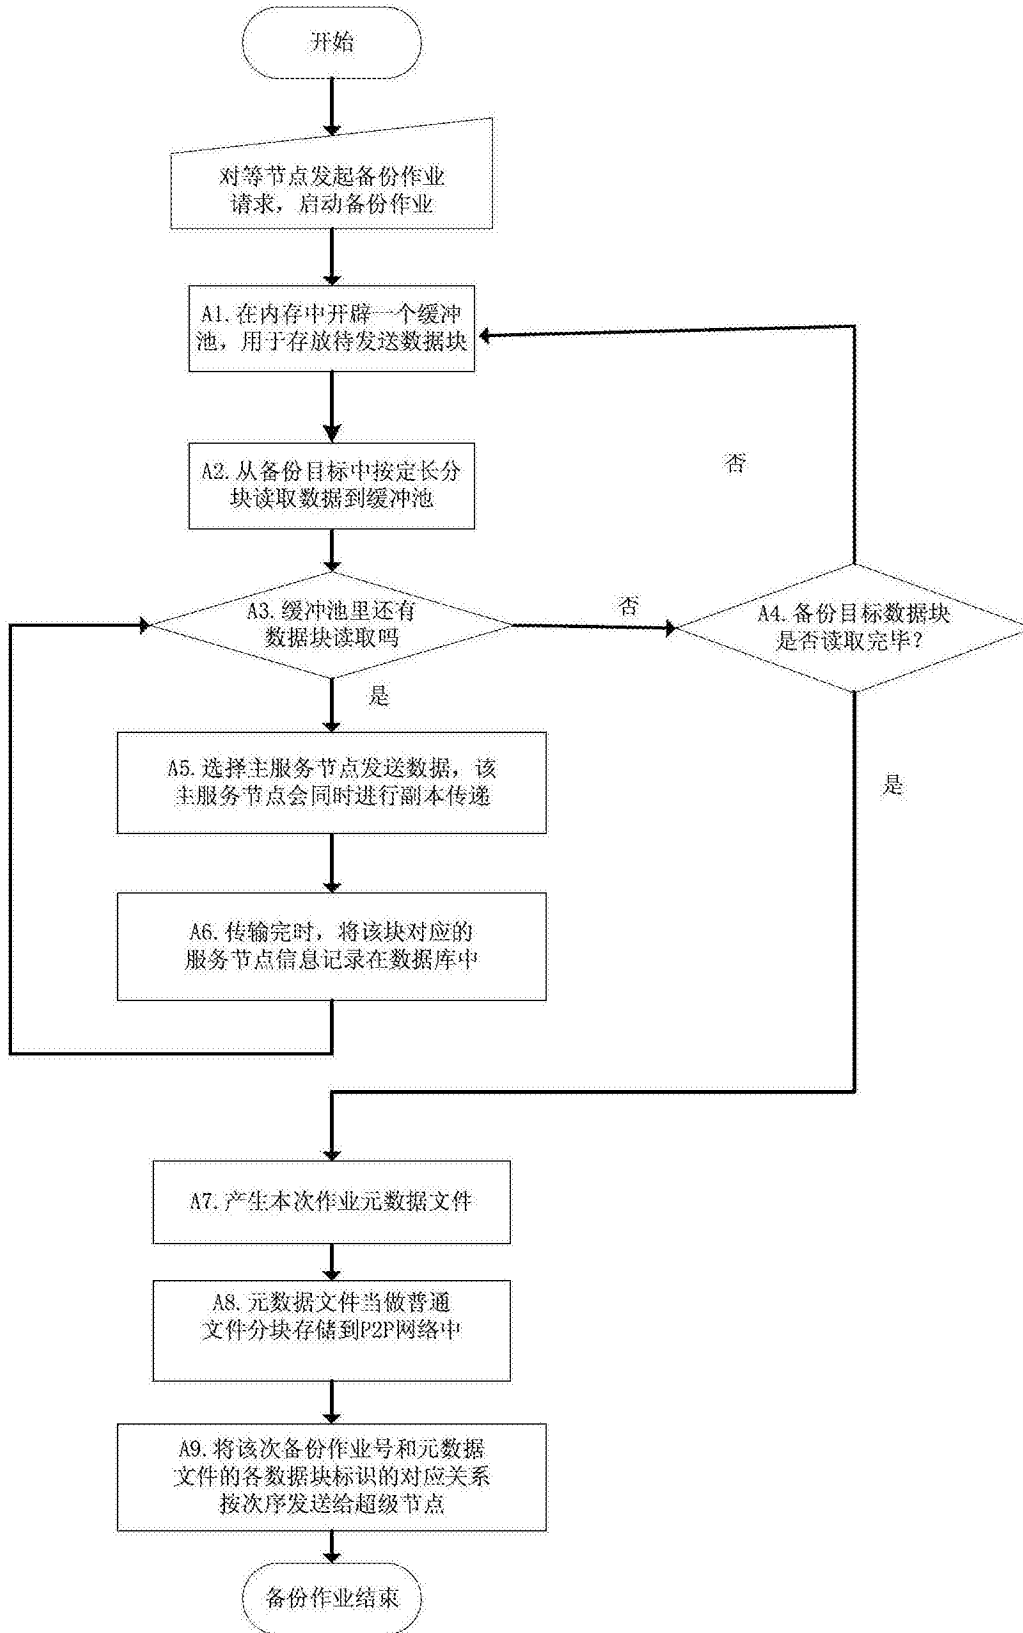 开始
对等节点发起备份作业
请求，启动备份作业
A1.在内存中开辟一个缓冲
池，用于存放待发送数据块
A2.从备份目标中按定长分
块读取数据到缓冲池
否
A3.缓冲池里还有
数据块读取吗
否
A4.备份目标数据块
是否读取完毕？
是
A5.选择主服务节点发送数据，该
主服务节点会同时进行副本传递
是
A6.传输完时，将该块对应的
服务节点信息记录在数据库中
A7.产生本次作业元数据文件
A8.元数据文件当做普通
文件分块存储到P2P网络中
A9.将该次备份作业号和元数据
文件的各数据块标识的对应关系
按次序发送给超级节点
备份作业结束